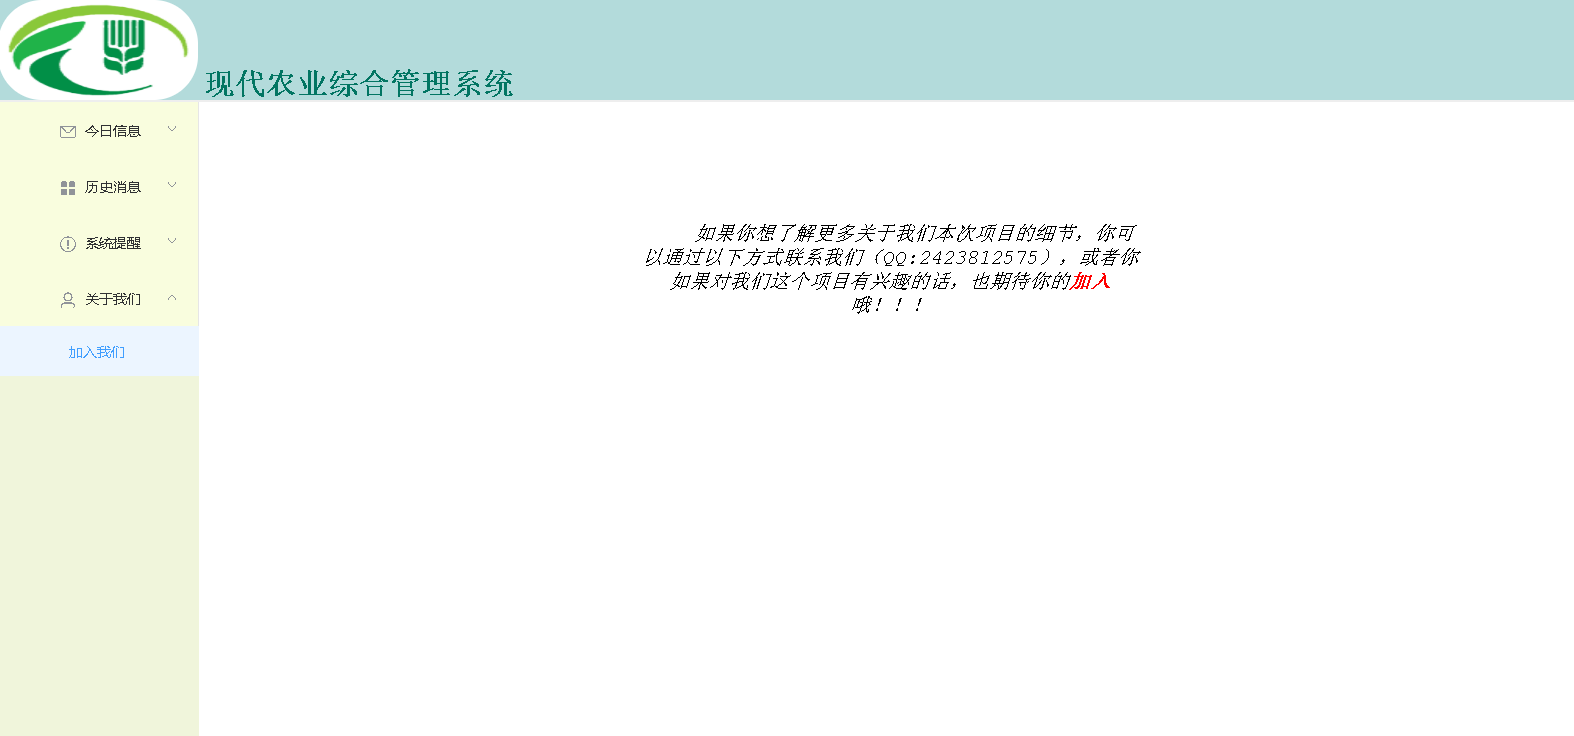 现代农业综合管理系统
今日信息
历史消息
系统提醒
关于我们
加入我们
如果你想了解更多关于我们本次项目的细节，你可
以通过以下方式联系我们（QQ:2423812575），或者你
如果对我们这个项目有兴趣的话，也期待你的加入
哦！！！